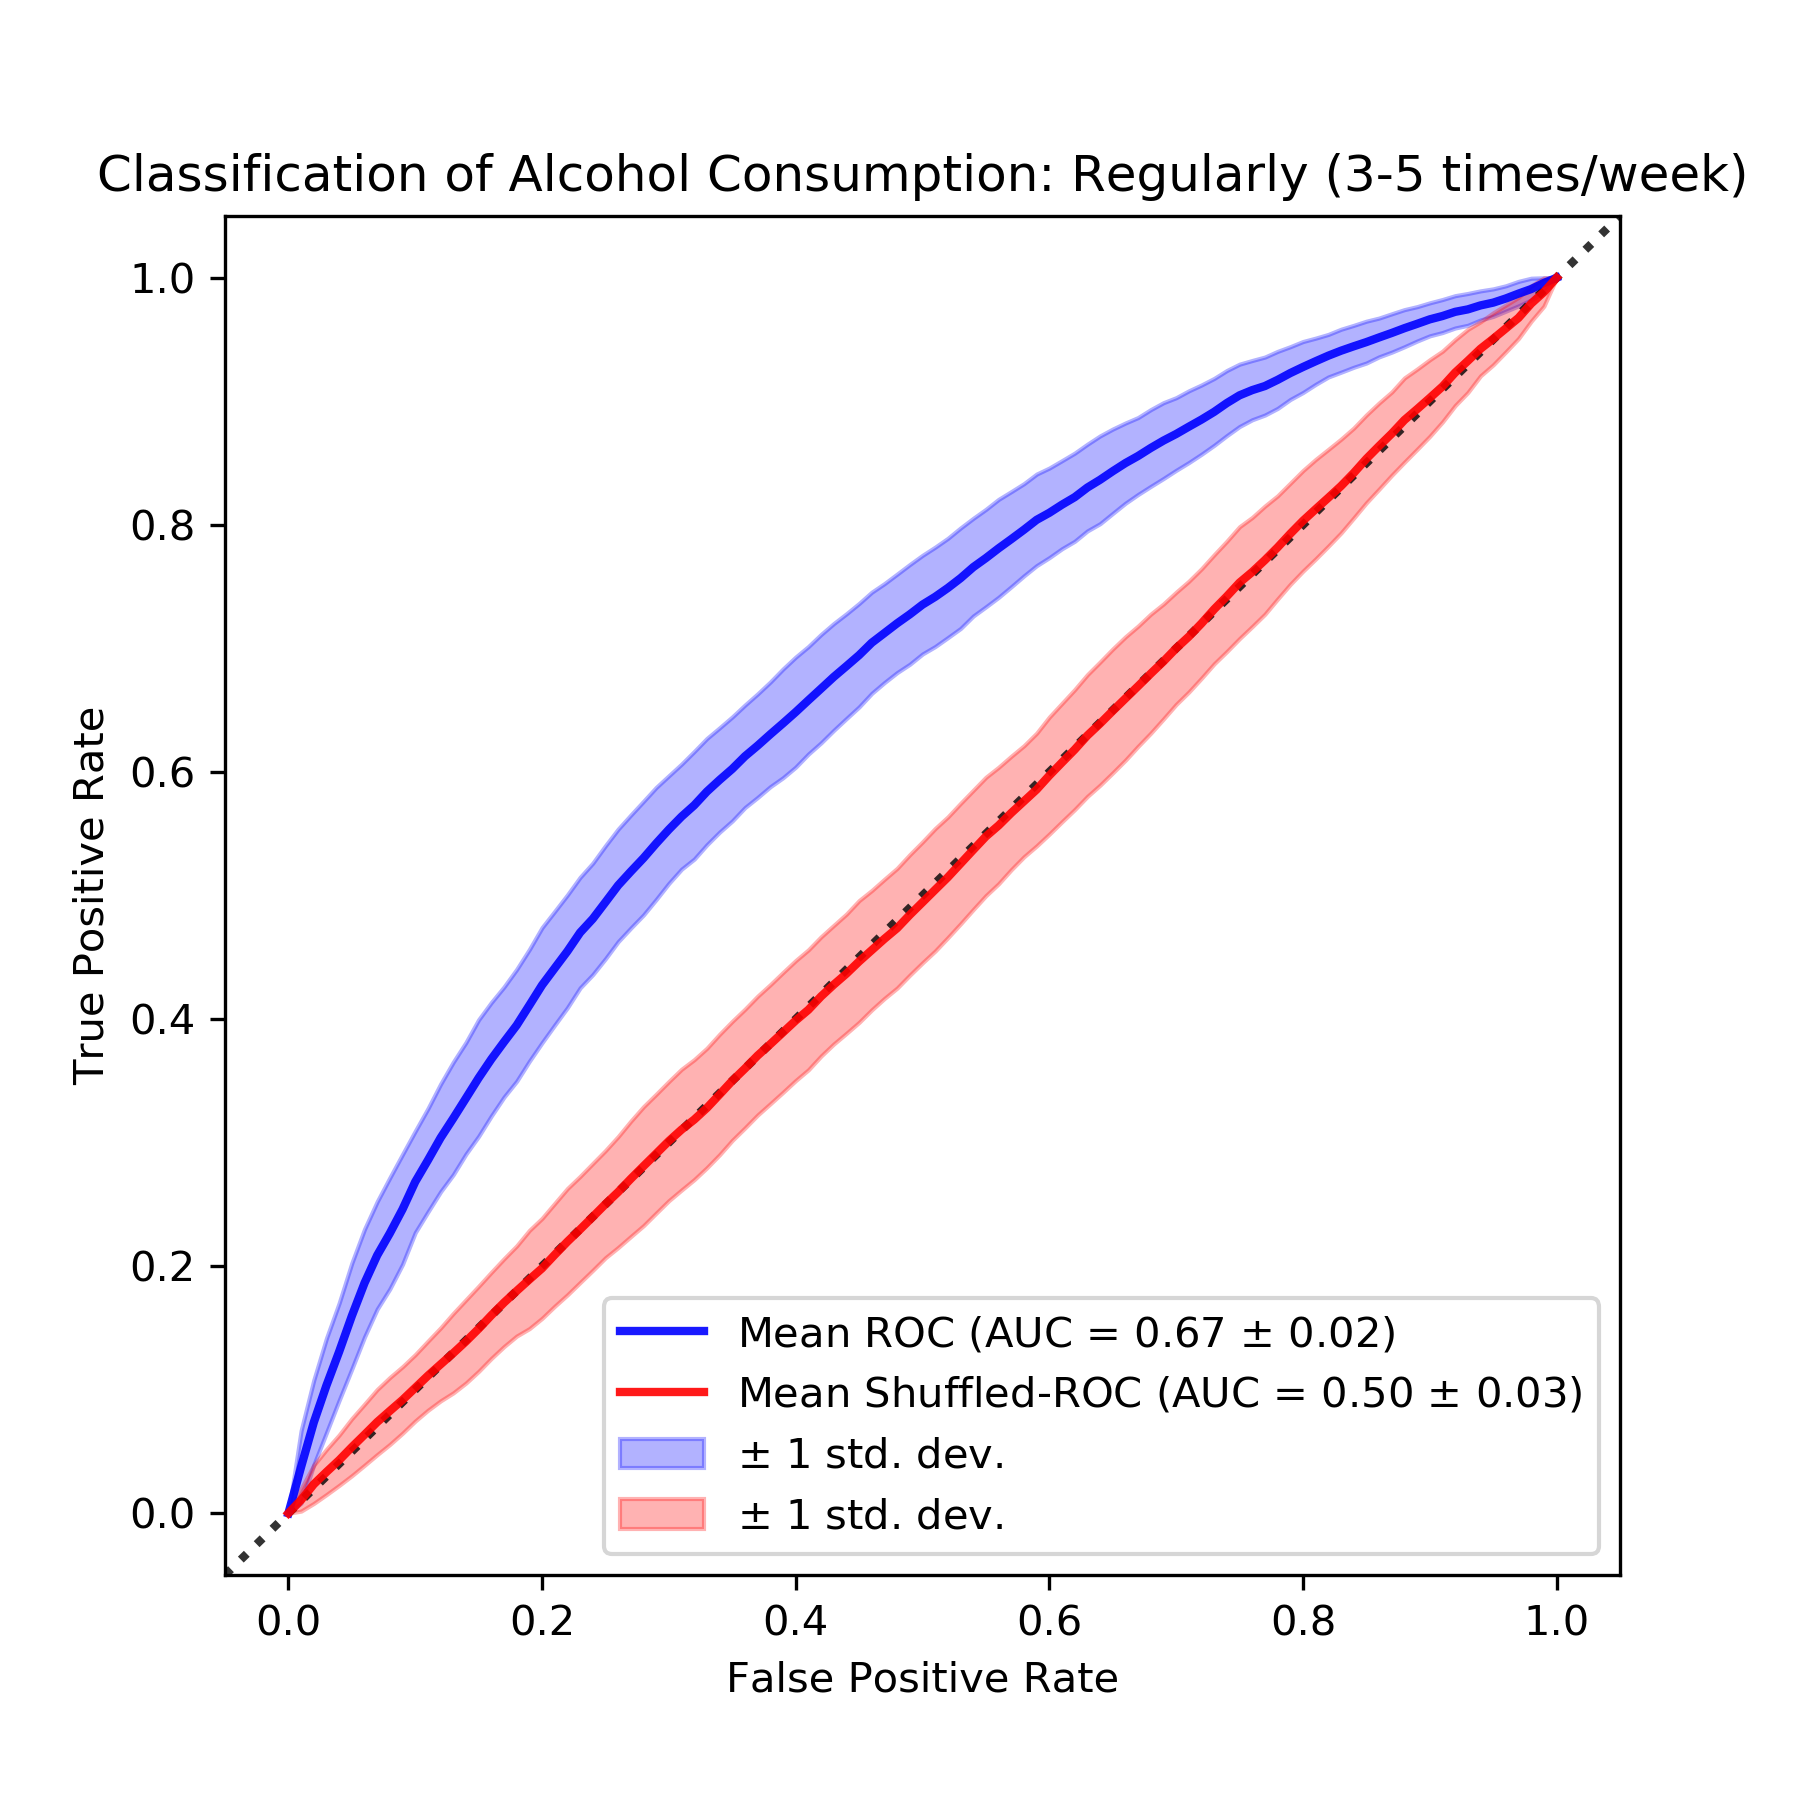 Classification of Alcohol Consumption: Regularly (3-5 times/week)
1.0
0.8
0.6
0.4
0.2
0.0
True Positive Rate
Mean ROC (AUC = 0.67 ± 0.02)
Mean Shuffled-ROC (AUC = 0.50 ± 0.03)
± 1 std. dev.
± 1 std. dev.
0.0 0.2 0.4 0.6 0.8 1.0
False Positive Rate